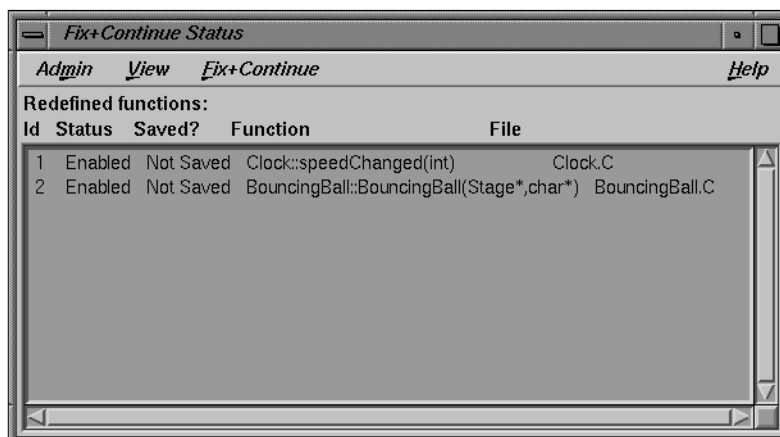 Fix+Continue Status
Admin View Fix+Continue Help
Redefined functions:
Id Status Saved? Function File
1 Enabled Not Saved Clock::speedChanged(int) Clock.C
2 Enabled Not Saved BouncingBall::BouncingBall(Stage*,char*) BouncingBall.C